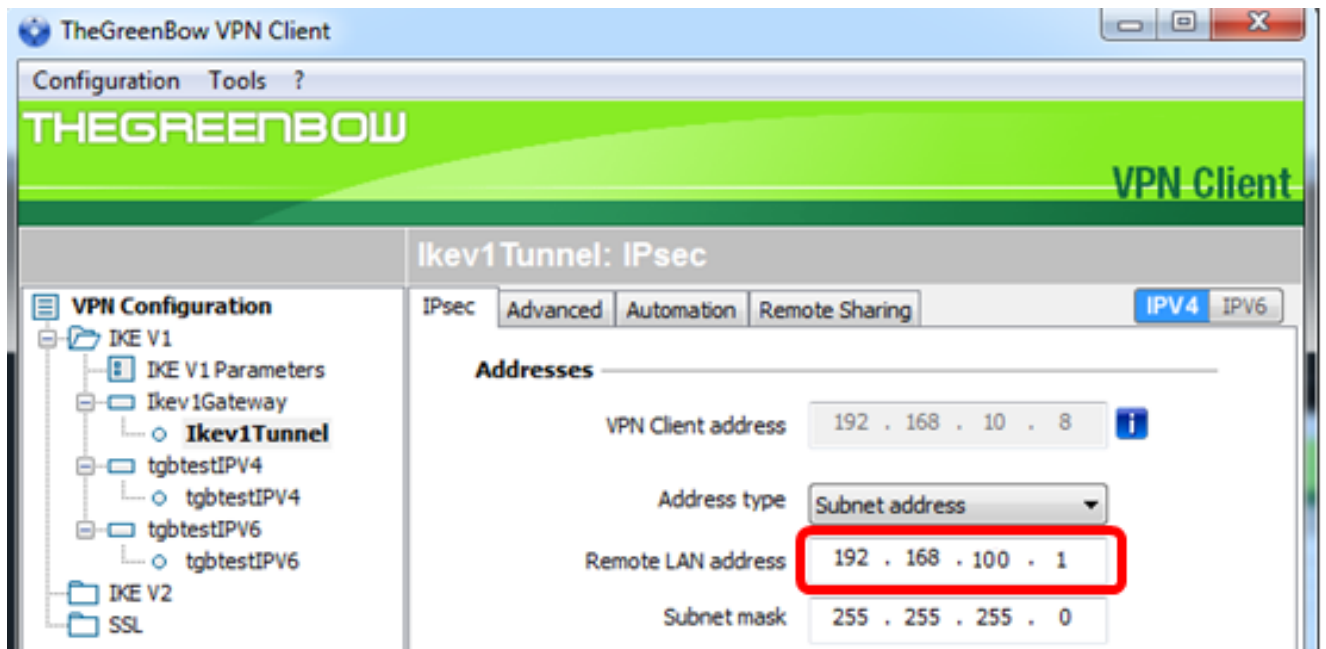 TheGreenBow VPN Client
Configuration Tools ?
THEGREENBOW
VPN Client
Ikev1Tunnel: IPsec
VPN Configuration
IKE V1
IKE V1 Parameters
Ikev1Gateway
Ikev1Tunnel
tgbtestIPV4
tgbtestIPV4
tgbtestIPV6
tgbtestIPV6
IKE V2
SSL
IPsec Advanced Automation Remote Sharing IPV4 IPV6
Addresses
VPN Client address 192 . 168 . 10 . 8 i
Address type Subnet address
Remote LAN address 192 . 168 . 100 . 1
Subnet mask 255 . 255 . 255 . 0